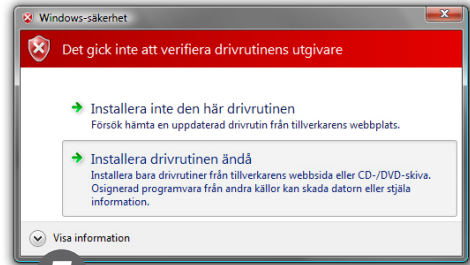 Windows-säkerhet
Det gick inte att verifiera drivrutinens utgivare
Installera inte den här drivrutinen
Försök hämta en uppdaterad drivrutin från tillverkarens webbplats.
Installera drivrutinen ändå
Installera bara drivrutiner från tillverkarens webbsida eller CD-/DVD-skiva.
Osignerad programvara från andra källor kan skada datorn eller stjäla
information.
Visa information